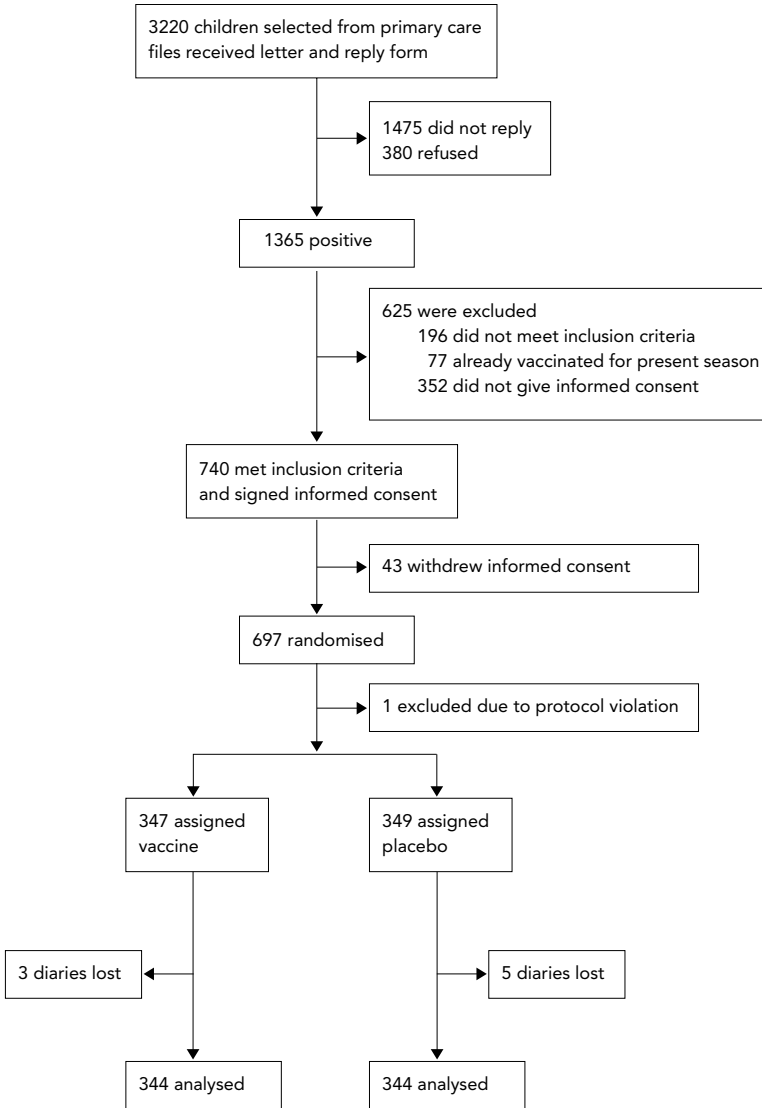 3220 children selected from primary care
files received letter and reply form
1475 did not reply
380 refused
1365 positive
625 were excluded
196 did not meet inclusion criteria
77 already vaccinated for present season
352 did not give informed consent
740 met inclusion criteria
and signed informed consent
43 withdrew informed consent
697 randomised
1 excluded due to protocol violation
347 assigned
vaccine
349 assigned
placebo
3 diaries lost
5 diaries lost
344 analysed
344 analysed